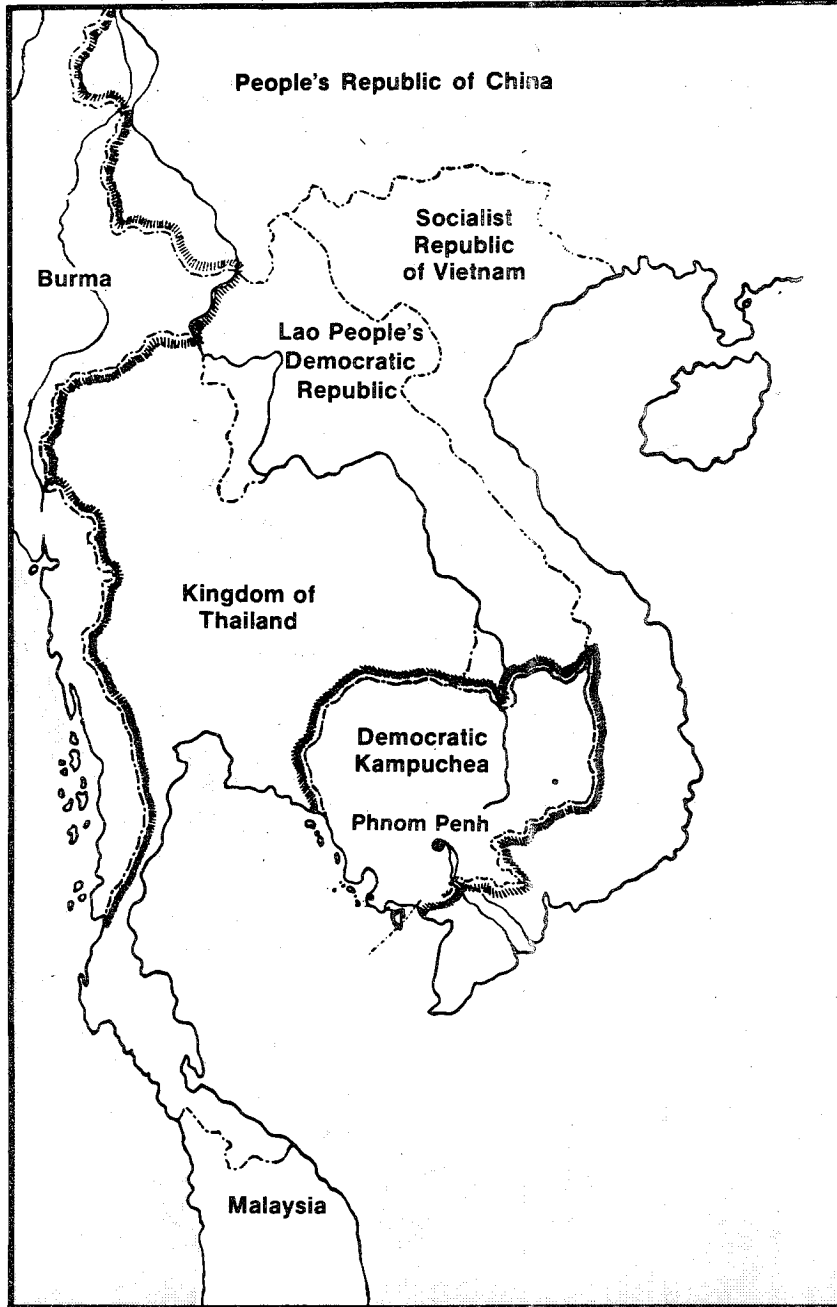 People's Republic of China
Socialist
Republic
of Vietnam
Burma
Lao People's
Democratic
Republic
Kingdom of
Thailand
Democratic
Kampuchea
Phnom Penh
Malaysia